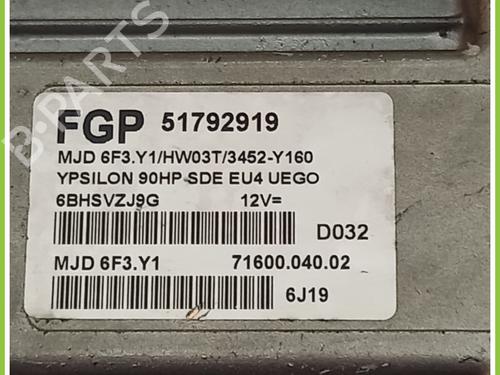 B-PARTS
FGP 51792919
MJD 6F3.Y1/HW03T/3452-Y160
YPSILON 90HP SDE EU4 UEGO
6BHSVZJ9G 12V=
D032
MJD 6F3.Y1 71600.040.02
6J19